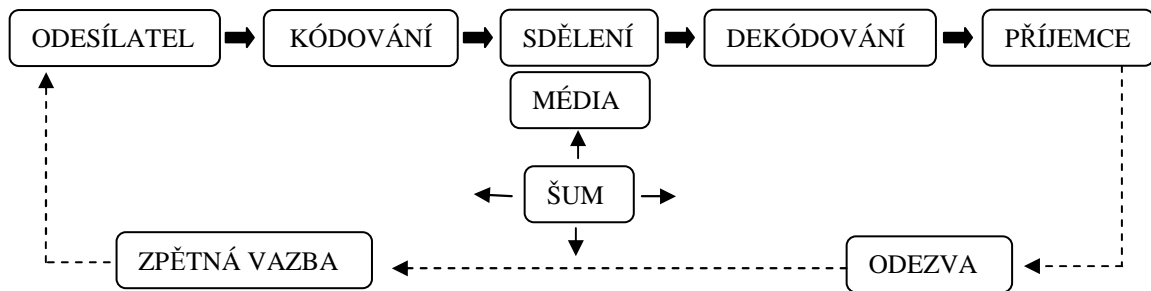 ODESÍLATEL
KÓDOVÁNÍ
SDĚLENÍ
DEKÓDOVÁNÍ
PŘÍJEMCE
MÉDIA
ŠUM
ZPĚTNÁ VAZBA
ODEZVA